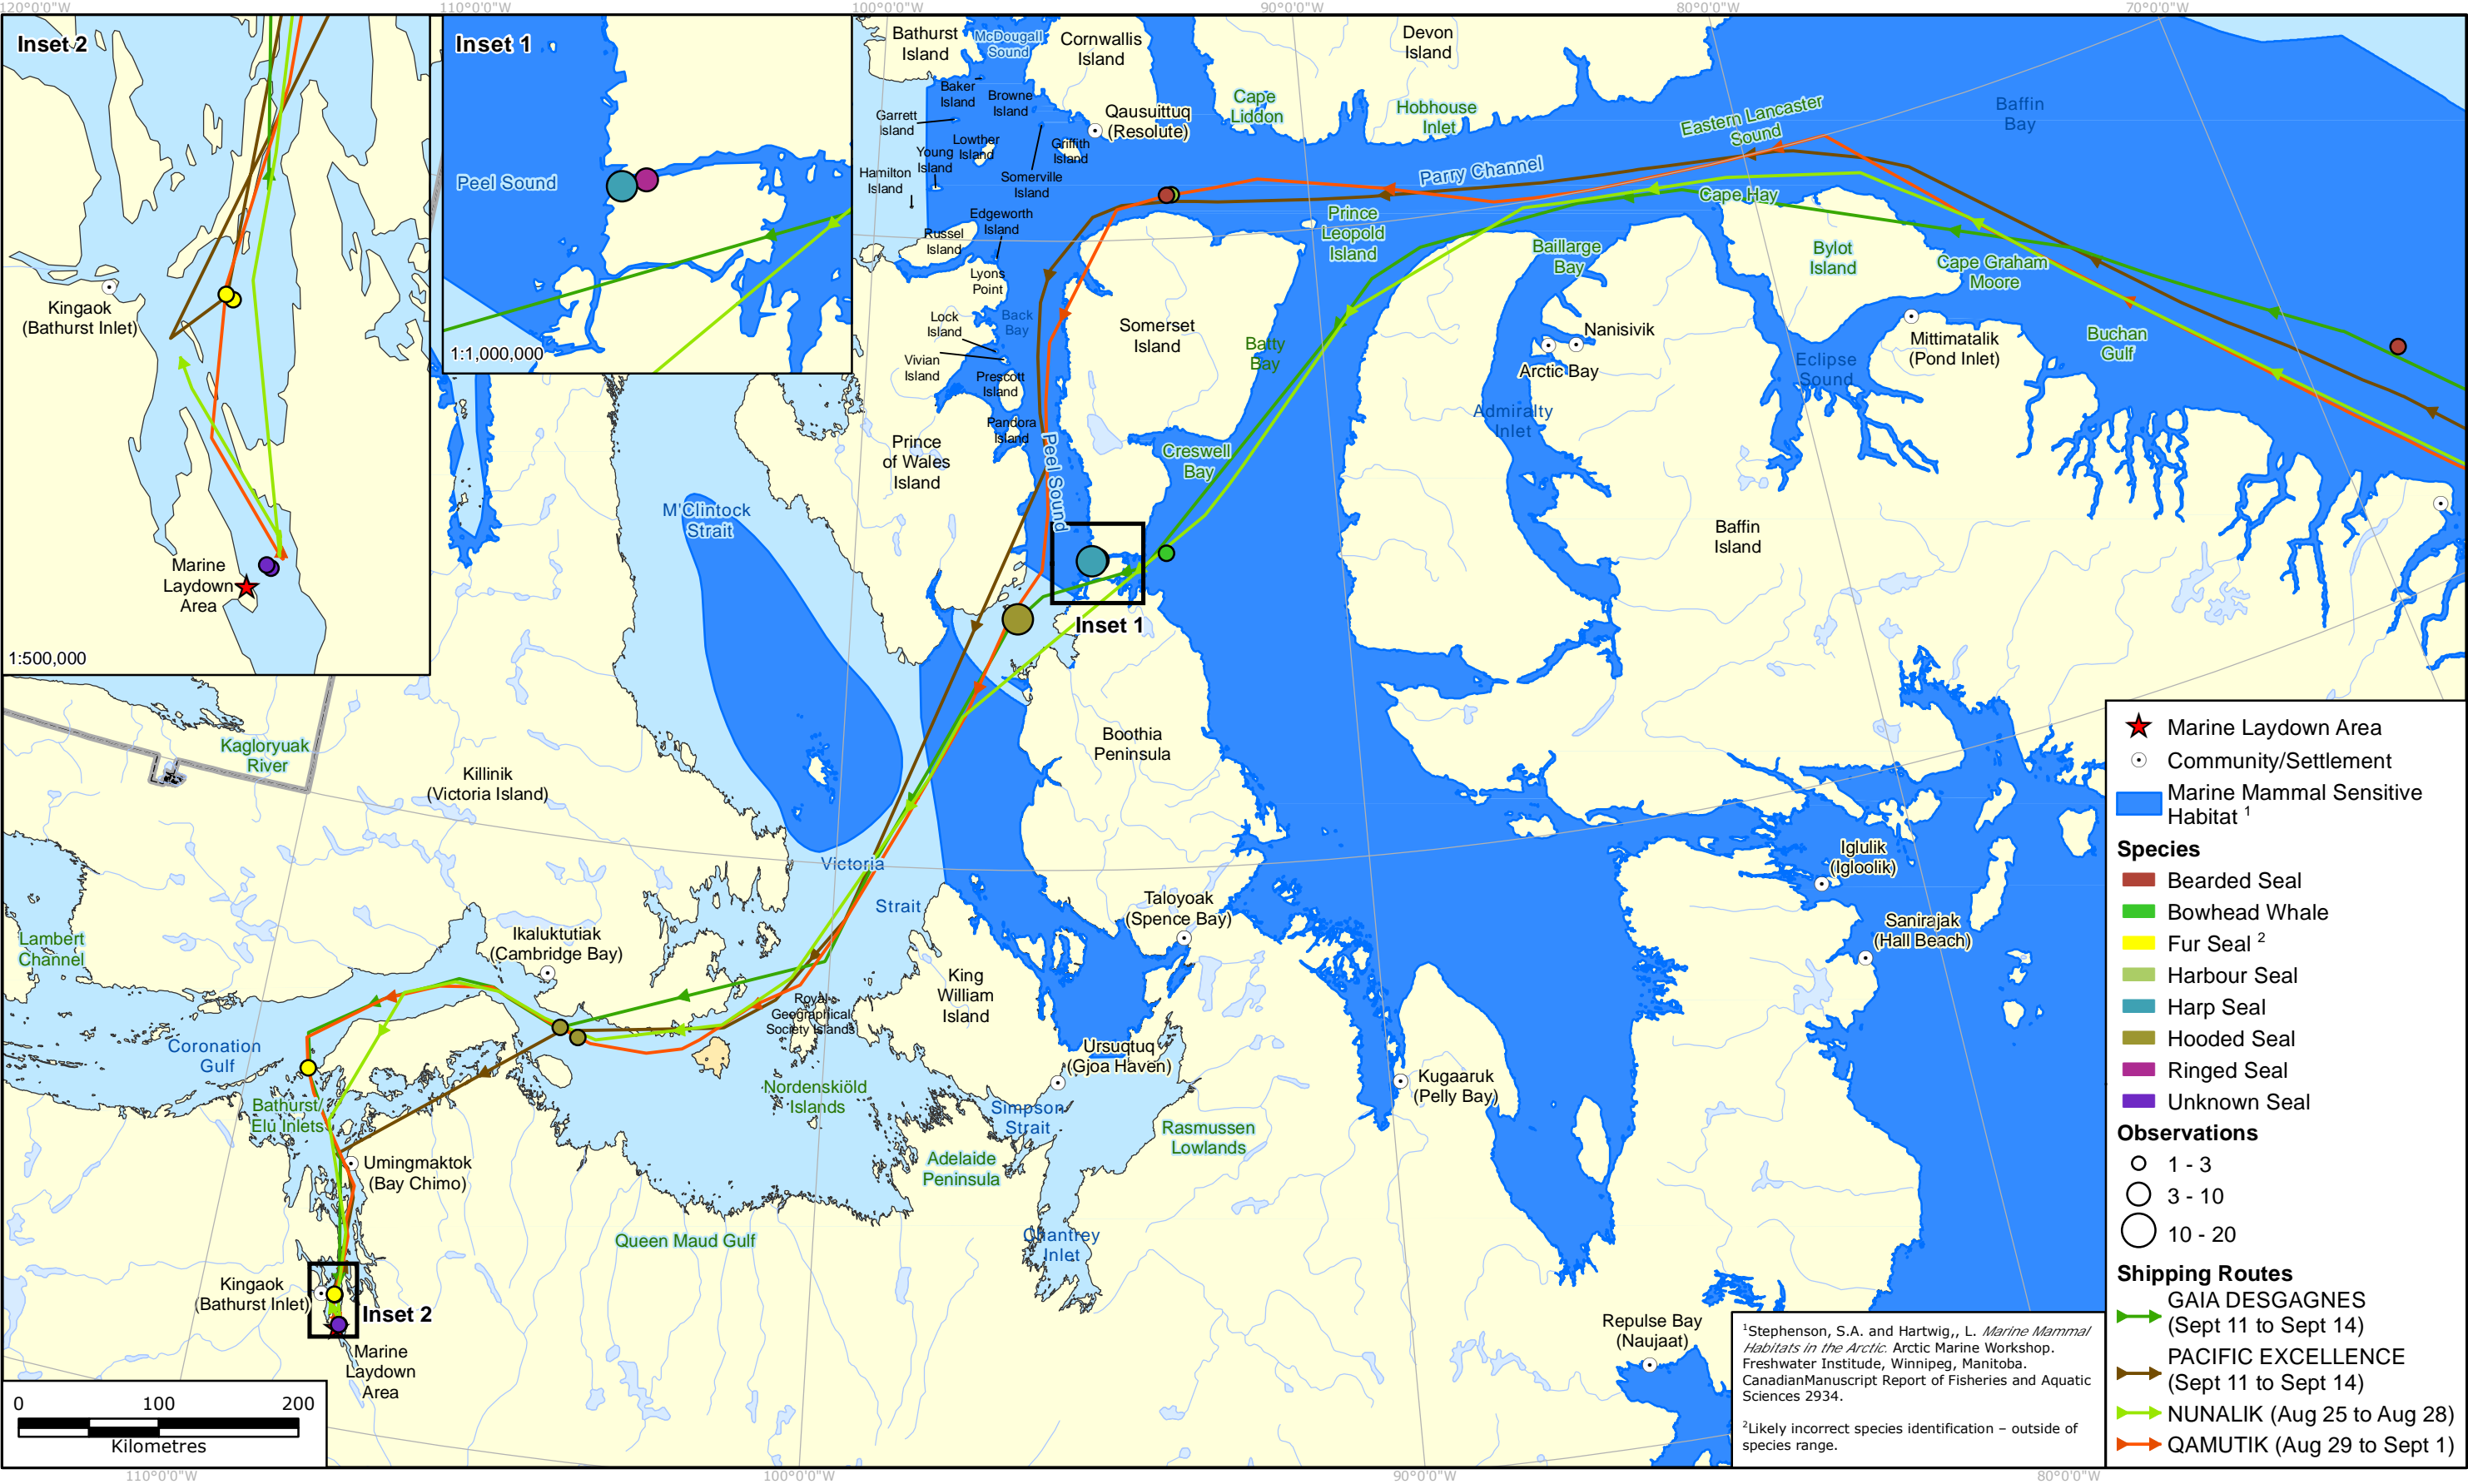 120°0'0"W
110°0'0"W
100°0'0"W
90°0'0"W
80°0'0"W
70°0'0"W
Inset 2
Kingaok
(Bathurst Inlet)
Marine
Laydown
Area
1:500,000
Inset 1
Peel Sound
1:1,000,000
Bathurst
Island
McDougall
Sound
Cornwallis
Island
Devon
Island
Baker
Island
Browne
Island
Garrett
Island
Qausuittuq
(Resolute)
Cape
Liddon
Hobhouse
Inlet
Eastern Lancaster
Sound
Baffin
Bay
Lowther
Island
Young
Island
Griffith
Island
Somerville
Island
Hamilton
Island
Parry Channel
Cape Hay
Edgeworth
Island
Russel
Island
Prince
Leopold
Island
Baillarge
Bay
Bylot
Island
Cape Graham
Moore
Lyons
Point
Lock
Island
Back
Bay
Somerset
Island
Batty
Bay
Nanisivik
Arctic Bay
Eclipse
Sound
Mittimatalik
(Pond Inlet)
Buchan
Gulf
Vivian
Island
Prescott
Island
Pandora
Island
Prince
of Wales
Island
Peel Sound
Creswell
Bay
Admiralty
Inlet
M'Clintock
Strait
Baffin
Island
Inset 1
Kagloryuak
River
Killinik
(Victoria Island)
Boothia
Peninsula
Victoria
Strait
Taloyoak
(Spence Bay)
Iglulik
(Igloolik)
Sanirajak
(Hall Beach)
Lambert
Channel
Ikaluktutiak
(Cambridge Bay)
King
William
Island
Royal
Geographical
Society Islands
Coronation
Gulf
Ursuqtuq
(Gjoa Haven)
Kugaaruk
(Pelly Bay)
Bathurst/
Elu Inlets
Nordenskiöld
Islands
Simpson
Strait
Rasmussen
Lowlands
Umingmaktok
(Bay Chimo)
Adelaide
Peninsula
Queen Maud Gulf
Chantrey
Inlet
Kingaok
(Bathurst Inlet)
Inset 2
Marine
Laydown
Area
Repulse Bay
(Naujaat)
0 100 200
Kilometres
1Stephenson, S.A. and Hartwig,, L. Marine Mammal
Habitats in the Arctic. Arctic Marine Workshop.
Freshwater Institude, Winnipeg, Manitoba.
CanadianManuscript Report of Fisheries and Aquatic
Sciences 2934.
2Likely incorrect species identification – outside of
species range.
Marine Laydown Area
Community/Settlement
Marine Mammal Sensitive
Habitat 1
Species
Bearded Seal
Bowhead Whale
Fur Seal 2
Harbour Seal
Harp Seal
Hooded Seal
Ringed Seal
Unknown Seal
Observations
1 - 3
3 - 10
10 - 20
Shipping Routes
GAIA DESGAGNES
(Sept 11 to Sept 14)
PACIFIC EXCELLENCE
(Sept 11 to Sept 14)
NUNALIK (Aug 25 to Aug 28)
QAMUTIK (Aug 29 to Sept 1)
110°0'0"W
100°0'0"W
90°0'0"W
80°0'0"W